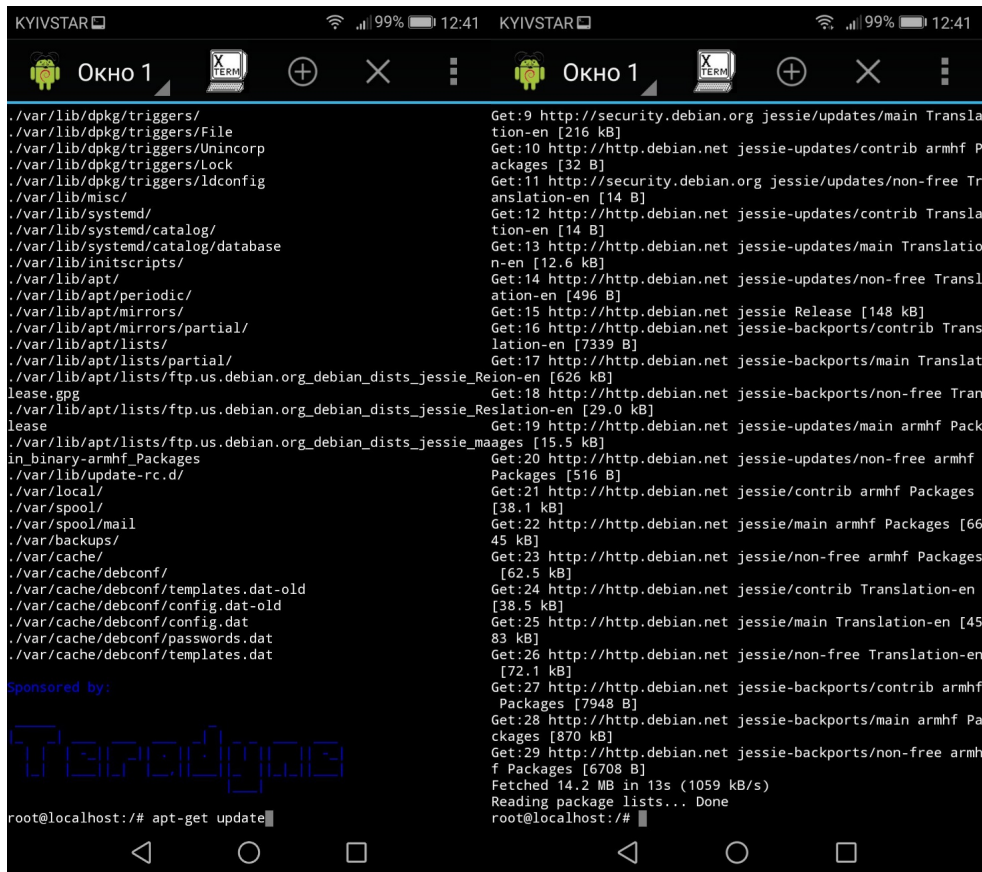 KYIVSTAR 99% 12:41
Окно 1
X TERM
./var/lib/dpkg/triggers/
./var/lib/dpkg/triggers/File
./var/lib/dpkg/triggers/Unincorp
./var/lib/dpkg/triggers/Lock
./var/lib/dpkg/triggers/ldconfig
./var/lib/misc/
./var/lib/systemd/
./var/lib/systemd/catalog/
./var/lib/systemd/catalog/database
./var/lib/initscripts/
./var/lib/apt/
./var/lib/apt/periodic/
./var/lib/apt/mirrors/
./var/lib/apt/mirrors/partial/
./var/lib/apt/lists/
./var/lib/apt/lists/partial/
./var/lib/apt/lists/ftp.us.debian.org_debian_dists_jessie_Re
lease.gpg
./var/lib/apt/lists/ftp.us.debian.org_debian_dists_jessie_Re
lease
./var/lib/apt/lists/ftp.us.debian.org_debian_dists_jessie_ma
in_binary-armhf_Packages
./var/lib/update-rc.d/
./var/local/
./var/spool/
./var/spool/mail
./var/backups/
./var/cache/
./var/cache/debconf/
./var/cache/debconf/templates.dat-old
./var/cache/debconf/config.dat-old
./var/cache/debconf/config.dat
./var/cache/debconf/passwords.dat
./var/cache/debconf/templates.dat
Sponsored by:
Teradyne
root@localhost:/# apt-get update
KYIVSTAR 99% 12:41
Окно 1
X TERM
Get:9 http://security.debian.org jessie/updates/main Transla
tion-en [216 kB]
Get:10 http://http.debian.net jessie-updates/contrib armhf P
ackages [32 B]
Get:11 http://security.debian.org jessie/updates/non-free Tr
anslation-en [14 B]
Get:12 http://http.debian.net jessie-updates/contrib Transla
tion-en [14 B]
Get:13 http://http.debian.net jessie-updates/main Translatio
n-en [12.6 kB]
Get:14 http://http.debian.net jessie-updates/non-free Transl
ation-en [496 B]
Get:15 http://http.debian.net jessie Release [148 kB]
Get:16 http://http.debian.net jessie-backports/contrib Trans
lation-en [7339 B]
Get:17 http://http.debian.net jessie-backports/main Translat
ion-en [626 kB]
Get:18 http://http.debian.net jessie-backports/non-free Tran
slation-en [29.0 kB]
Get:19 http://http.debian.net jessie-updates/main armhf Pack
ages [15.5 kB]
Get:20 http://http.debian.net jessie-updates/non-free armhf
Packages [516 B]
Get:21 http://http.debian.net jessie/contrib armhf Packages
[38.1 kB]
Get:22 http://http.debian.net jessie/main armhf Packages [66
45 kB]
Get:23 http://http.debian.net jessie/non-free armhf Packages
[62.5 kB]
Get:24 http://http.debian.net jessie/contrib Translation-en
[38.5 kB]
Get:25 http://http.debian.net jessie/main Translation-en [45
83 kB]
Get:26 http://http.debian.net jessie/non-free Translation-en
[72.1 kB]
Get:27 http://http.debian.net jessie-backports/contrib armhf
Packages [7948 B]
Get:28 http://http.debian.net jessie-backports/main armhf Pa
ckages [870 kB]
Get:29 http://http.debian.net jessie-backports/non-free armh
f Packages [6708 B]
Fetched 14.2 MB in 13s (1059 kB/s)
Reading package lists... Done
root@localhost:/#